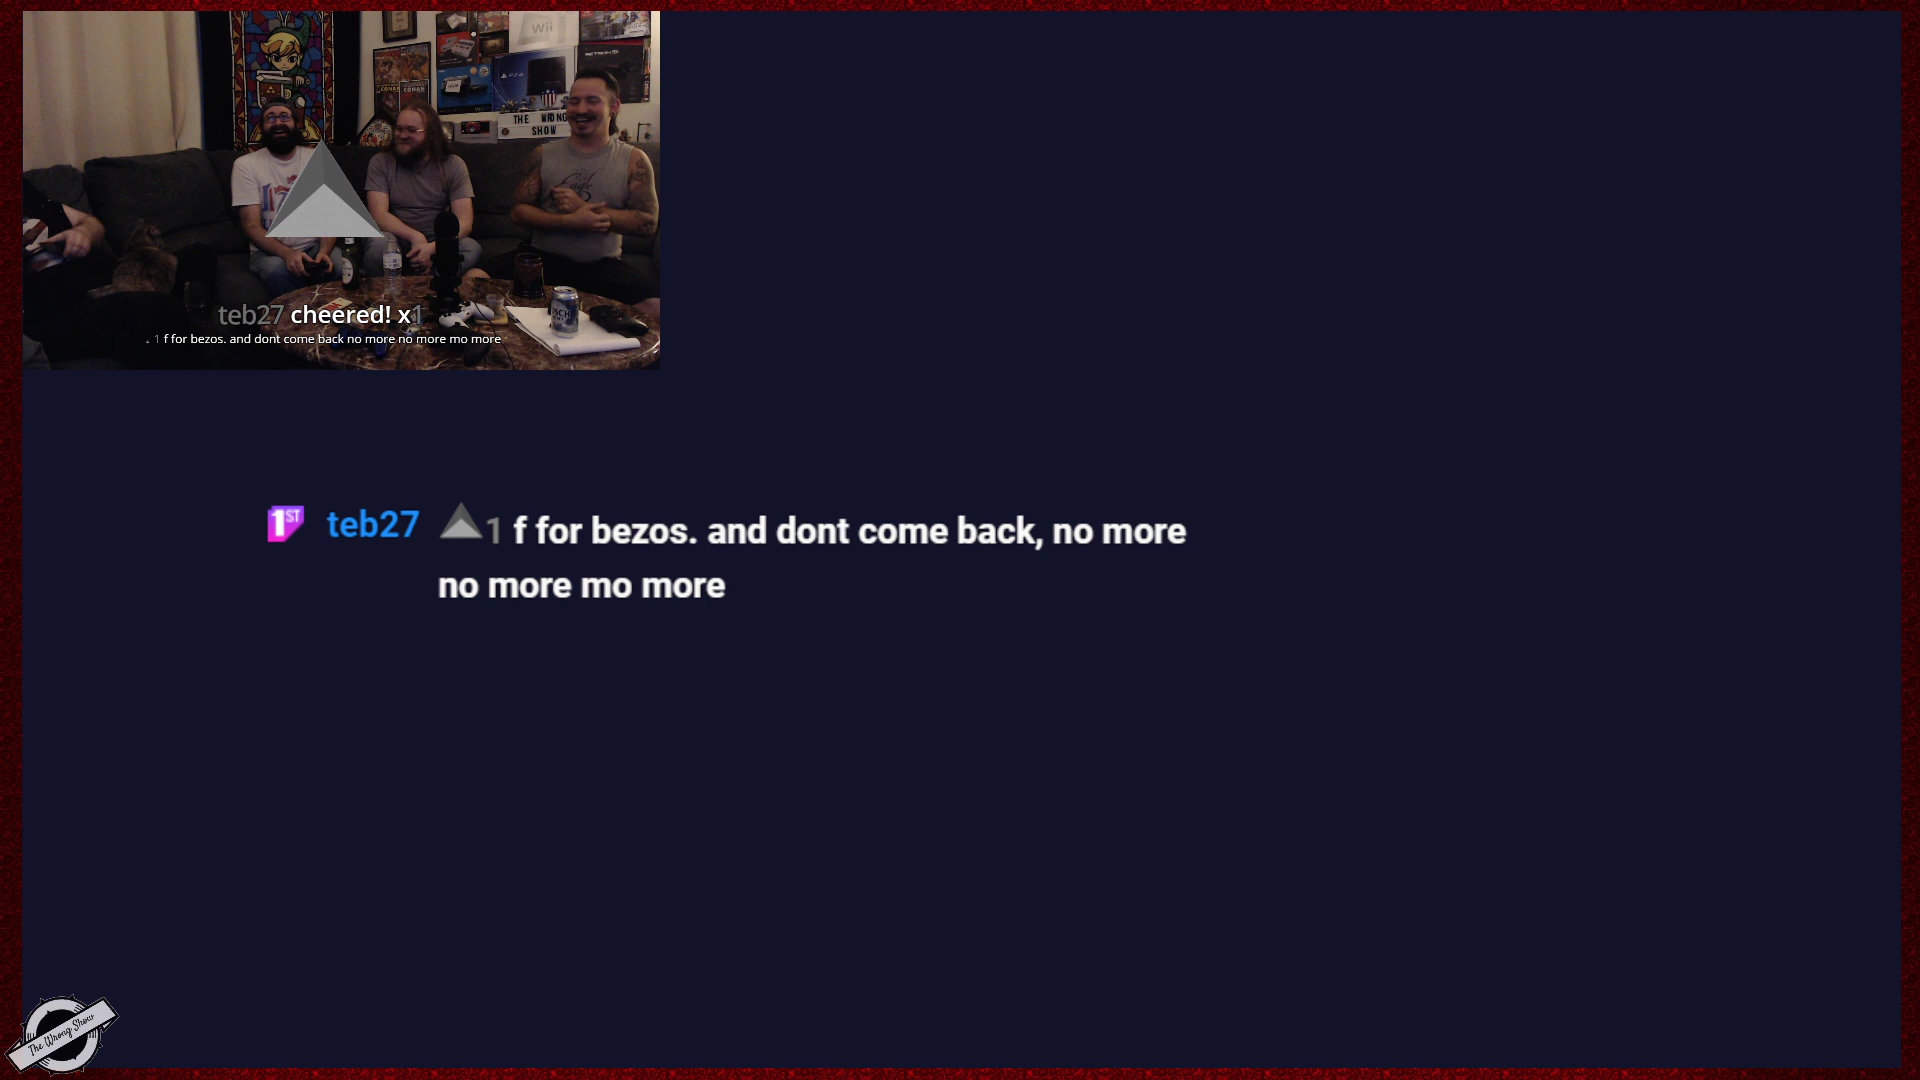 Wii
PS4
CONAN
CONAN
THE WRONG
SHOW
teb27 cheered! x1
1 f for bezos. and dont come back no more no more mo more
1ST teb27 1 f for bezos. and dont come back, no more
no more mo more
The Wrong Show